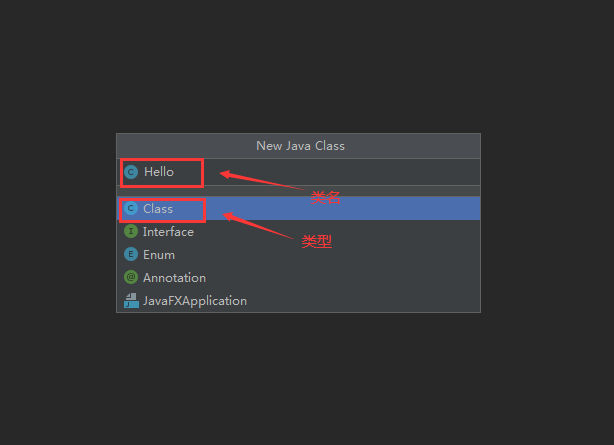 New Java Class
Hello
类名
Class
Interface
类型
Enum
Annotation
JavaFXApplication